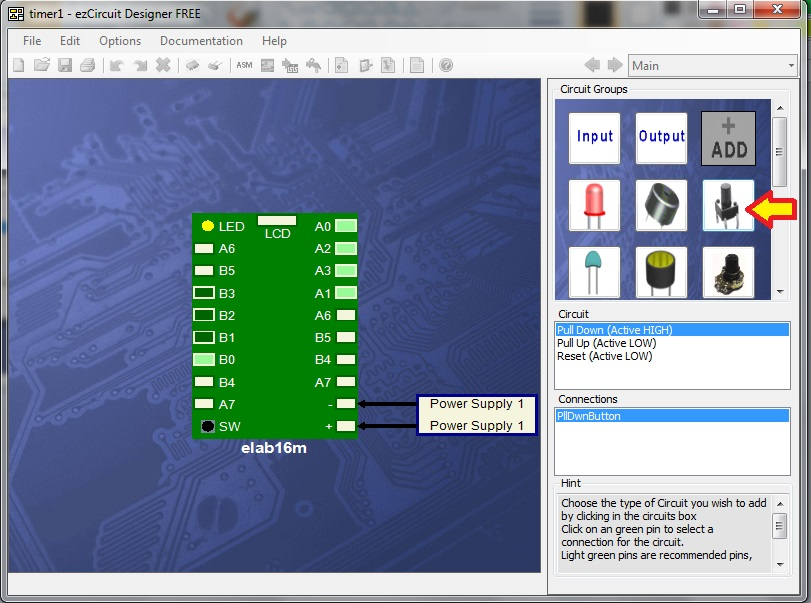 timer1 - ezCircuit Designer FREE
File Edit Options Documentation Help
ASM
Main
Circuit Groups
Input Output + ADD
LED LCD A0
A6 A2
B5 A3
B3 A1
B2 A6
B1 B5
B0 B4
B4 A7
A7 - Power Supply 1
SW + Power Supply 1
elab16m
Circuit
Pull Down (Active HIGH)
Pull Up (Active LOW)
Reset (Active LOW)
Connections
PllDwnButton
Hint
Choose the type of Circuit you wish to add
by clicking in the circuits box
Click on an green pin to select a
connection for the circuit.
Light green pins are recommended pins,